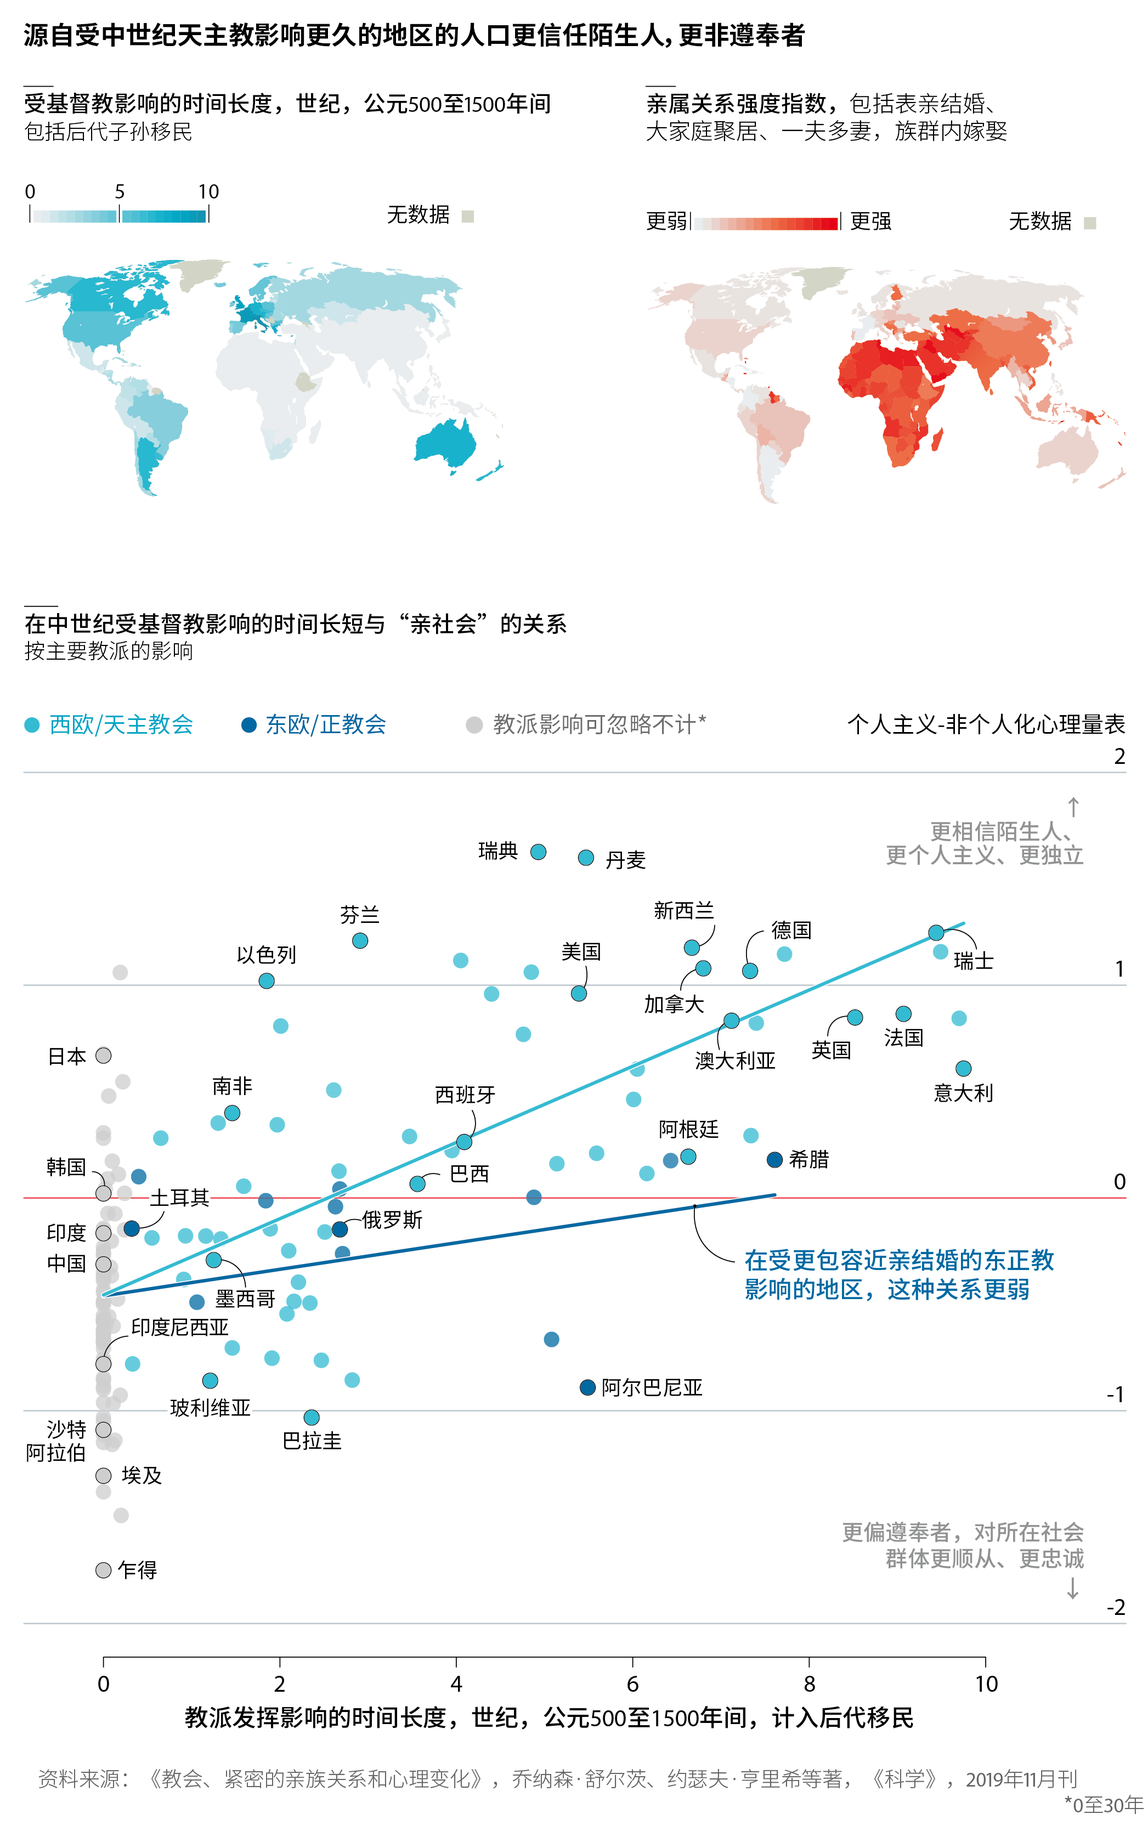 源自受中世纪天主教影响更久的地区的人口更信任陌生人，更非遵奉者
受基督教影响的时间长度，世纪，公元500至1500年间
包括后代子孙移民
0 5 10
无数据
亲属关系强度指数，包括表亲结婚、
大家庭聚居、一夫多妻，族群内嫁娶
更弱 更强
无数据
在中世纪受基督教影响的时间长短与“亲社会”的关系
按主要教派的影响
西欧/天主教会 东欧/正教会 教派影响可忽略不计*
个人主义-非个人化心理量表
2
更相信陌生人、
更个人主义、更独立
瑞典
丹麦
芬兰
新西兰
德国
以色列
美国
瑞士
1
加拿大
日本
澳大利亚
英国
法国
南非
西班牙
意大利
阿根廷
韩国
巴西
希腊
0
土耳其
俄罗斯
印度
中国
在受更包容近亲结婚的东正教
影响的地区，这种关系更弱
墨西哥
印度尼西亚
阿尔巴尼亚
-1
玻利维亚
沙特
阿拉伯
巴拉圭
埃及
更偏遵奉者，对所在社会
群体更顺从、更忠诚
乍得
-2
0 2 4 6 8 10
教派发挥影响的时间长度，世纪，公元500至1500年间，计入后代移民
资料来源：《教会、紧密的亲族关系和心理变化》，乔纳森·舒尔茨、约瑟夫·亨里希等著，《科学》，2019年11月刊
*0至30年